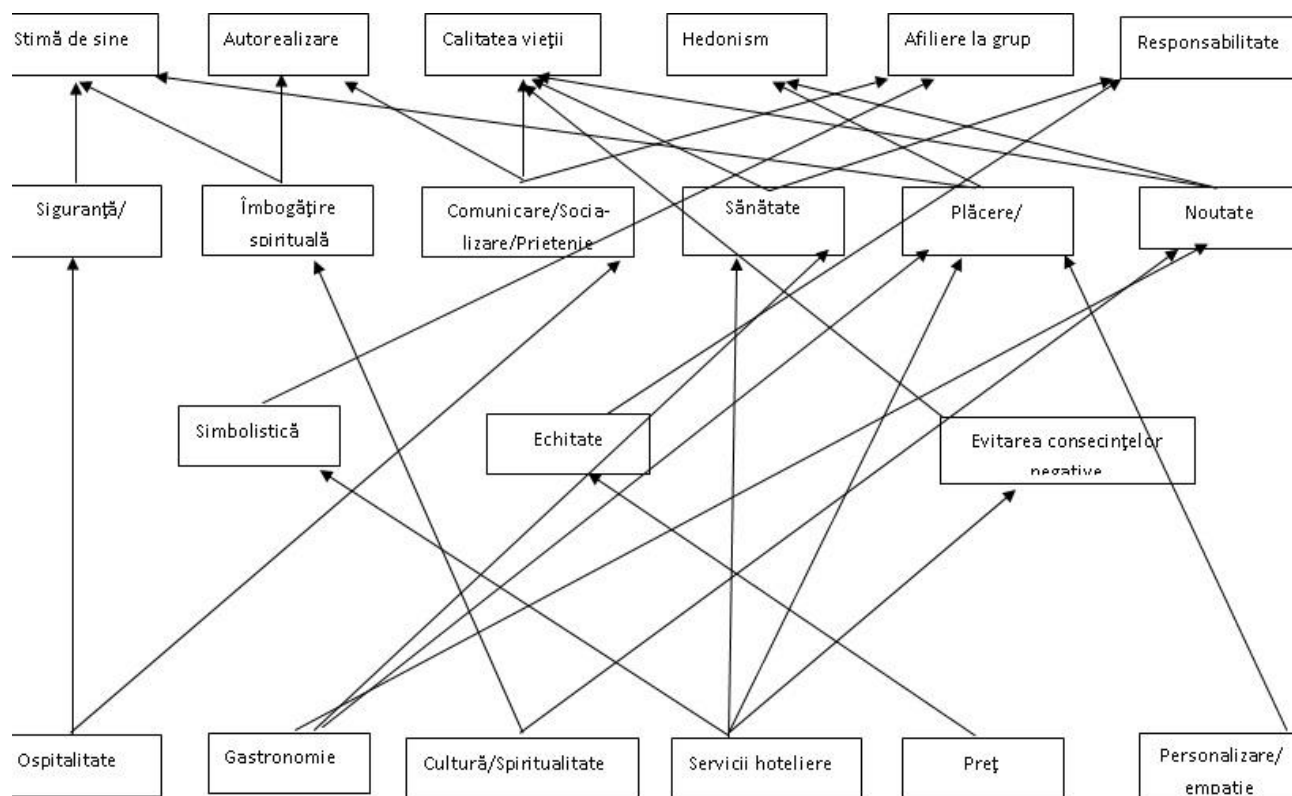 Stimă de sine
Autorealizare
Calitatea vieţii
Hedonism
Afiliere la grup
Responsabilitate
Siguranţă/
Îmbogăţire
spirituală
Comunicare/Socia-
lizare/Prietenie
Sănătate
Plăcere/
Noutate
Simbolistică
Echitate
Evitarea consecinţelor
negative
Ospitalitate
Gastronomie
Cultură/Spiritualitate
Servicii hoteliere
Preţ
Personalizare/
empatie